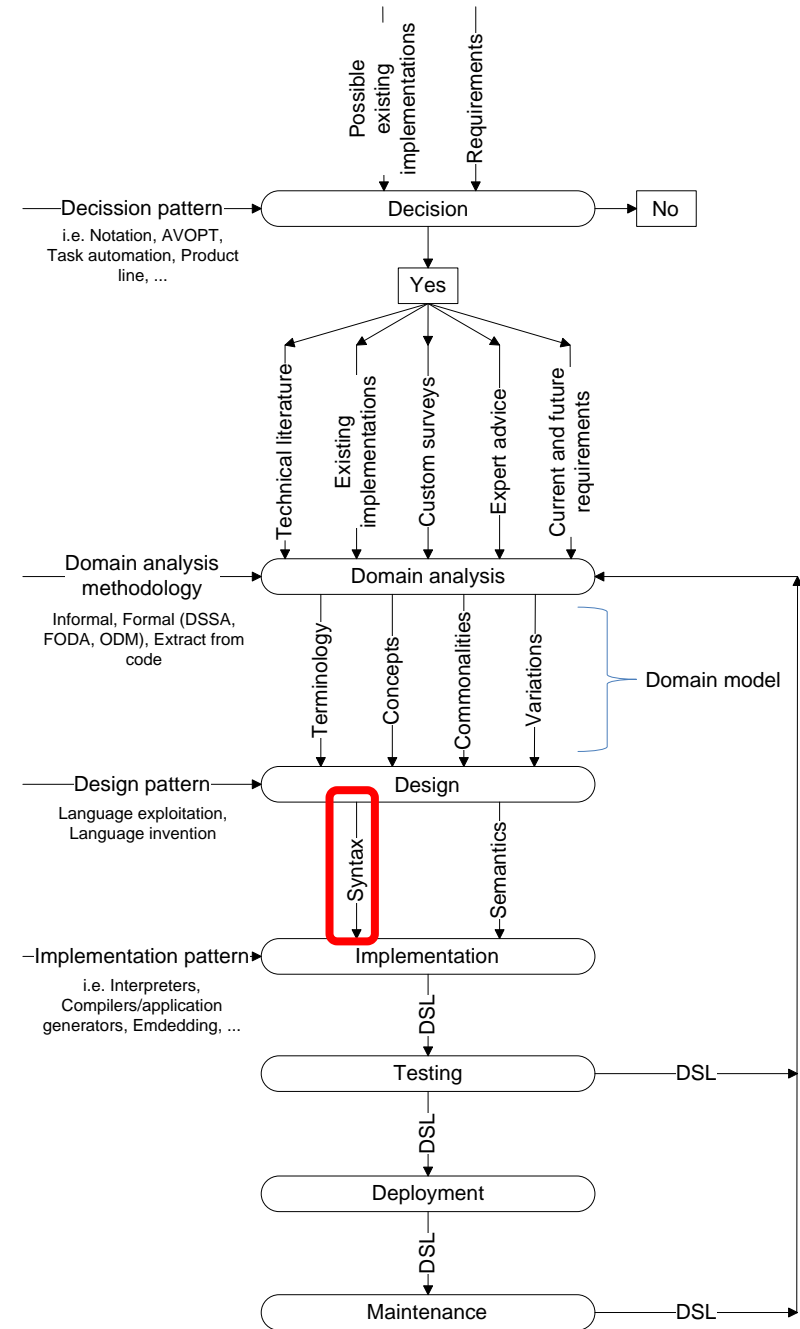 Possible
existing
implementations
Requirements
Decission pattern
i.e. Notation, AVOPT,
Task automation, Product
line, ...
Decision
No
Yes
Technical literature
Existing
implementations
Custom surveys
Expert advice
Current and future
requirements
Domain analysis
methodology
Informal, Formal (DSSA,
FODA, ODM), Extract from
code
Domain analysis
Terminology
Concepts
Commonalities
Variations
Domain model
Design pattern
Language exploitation,
Language invention
Design
Syntax
Semantics
Implementation pattern
i.e. Interpreters,
Compilers/application
generators, Emdedding, ...
Implementation
DSL
Testing
DSL
DSL
Deployment
DSL
Maintenance
DSL